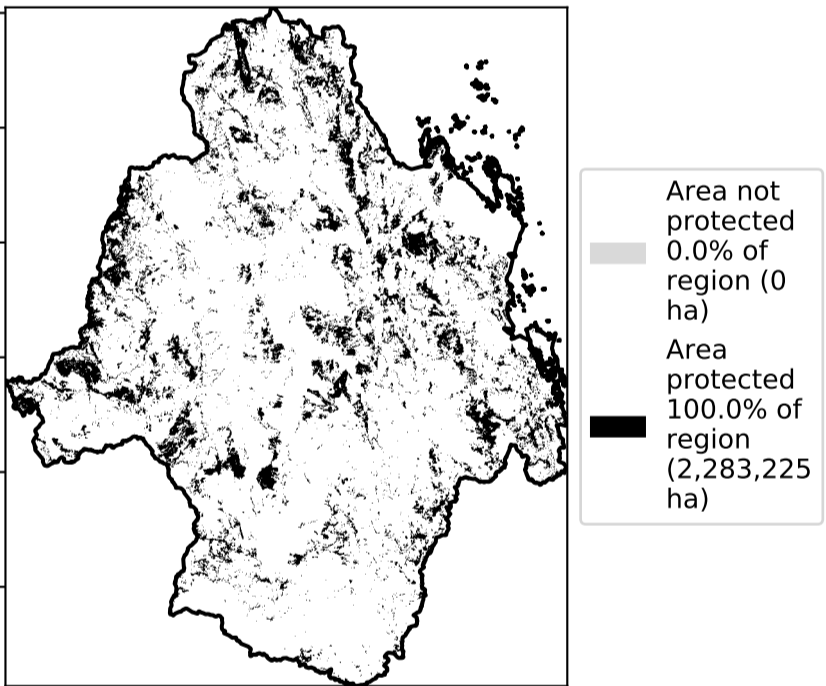 Area not
protected
0.0% of
region (0
ha)
Area
protected
100.0% of
region
(2,283,225
ha)